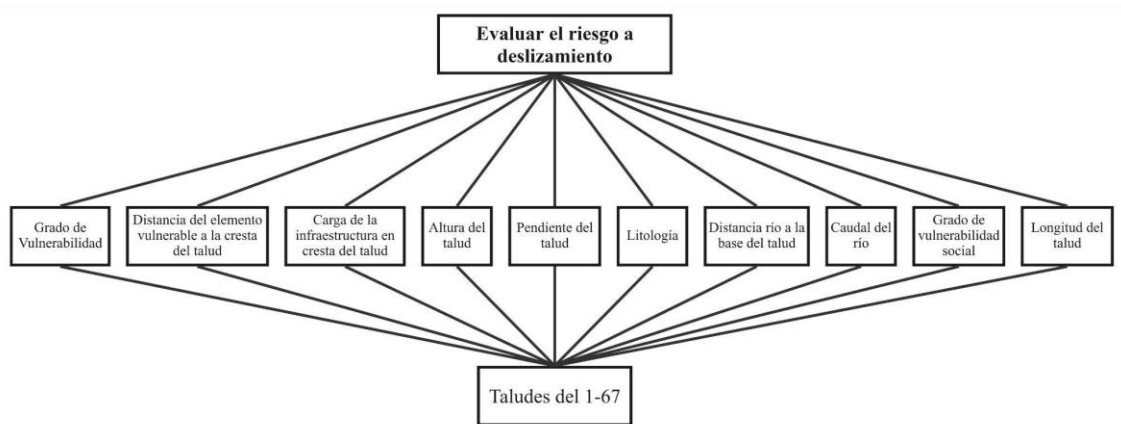 Evaluar el riesgo a
deslizamiento
Grado de
Vulnerabilidad
Distancia del elemento
vulnerable a la cresta
del talud
Carga de la
infraestructura en
cresta del talud
Altura del
talud
Pendiente del
talud
Litología
Distancia rio a la
base del talud
Caudal del
río
Grado de
vulnerabilidad
social
Longitud del
talud
Taludes del 1-67